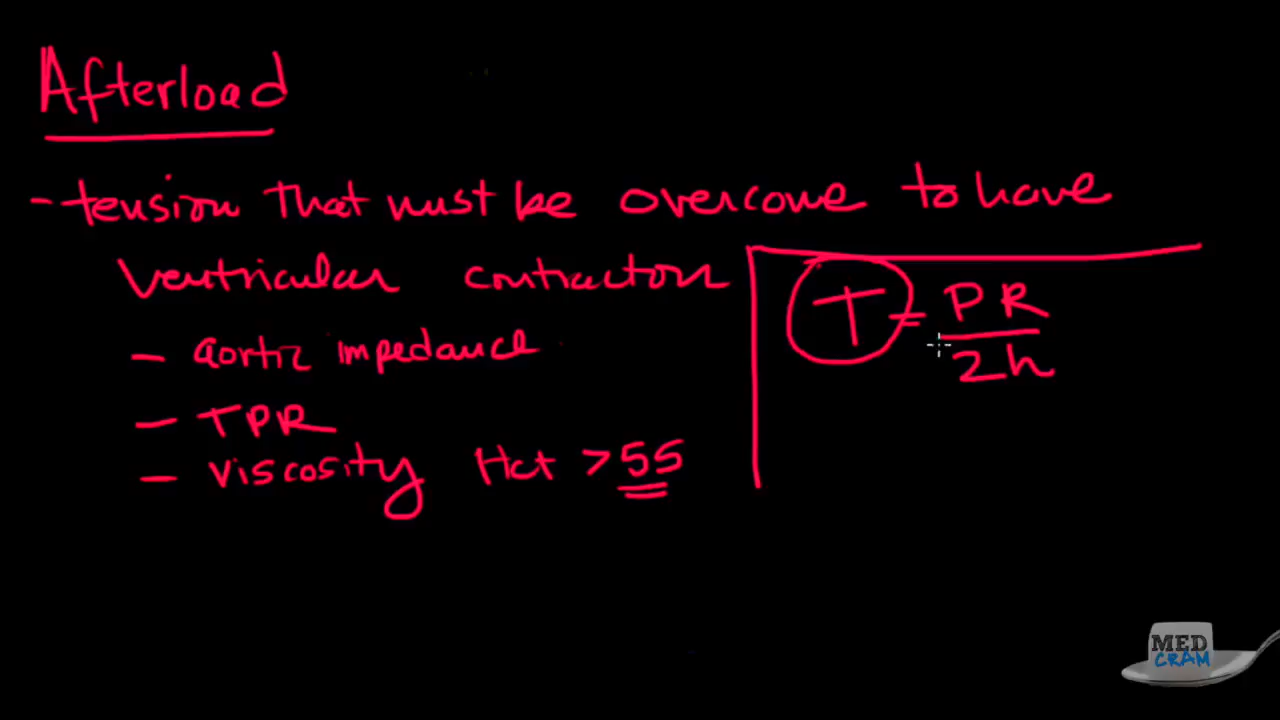 Afterload
- tension that must be overcome to have
ventricular contraction
- aortic impedance
- TPR
- viscosity Hct > 55
T = PR
2h
MED
CRAM